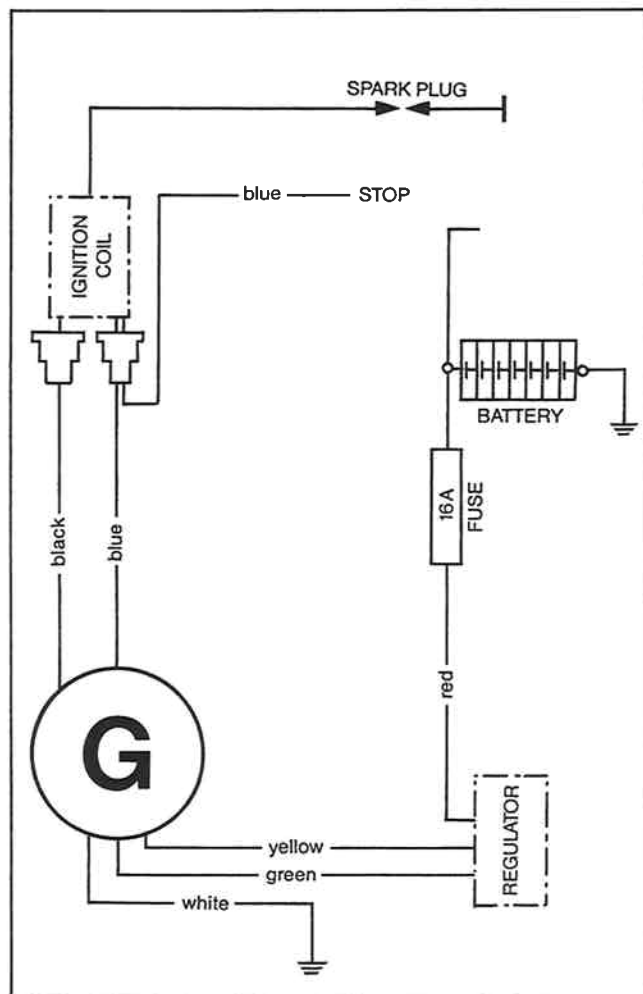 SPARK PLUG
blue
STOP
IGNITION
COIL
BATTERY
16A
FUSE
black
blue
red
G
REGULATOR
yellow
green
white